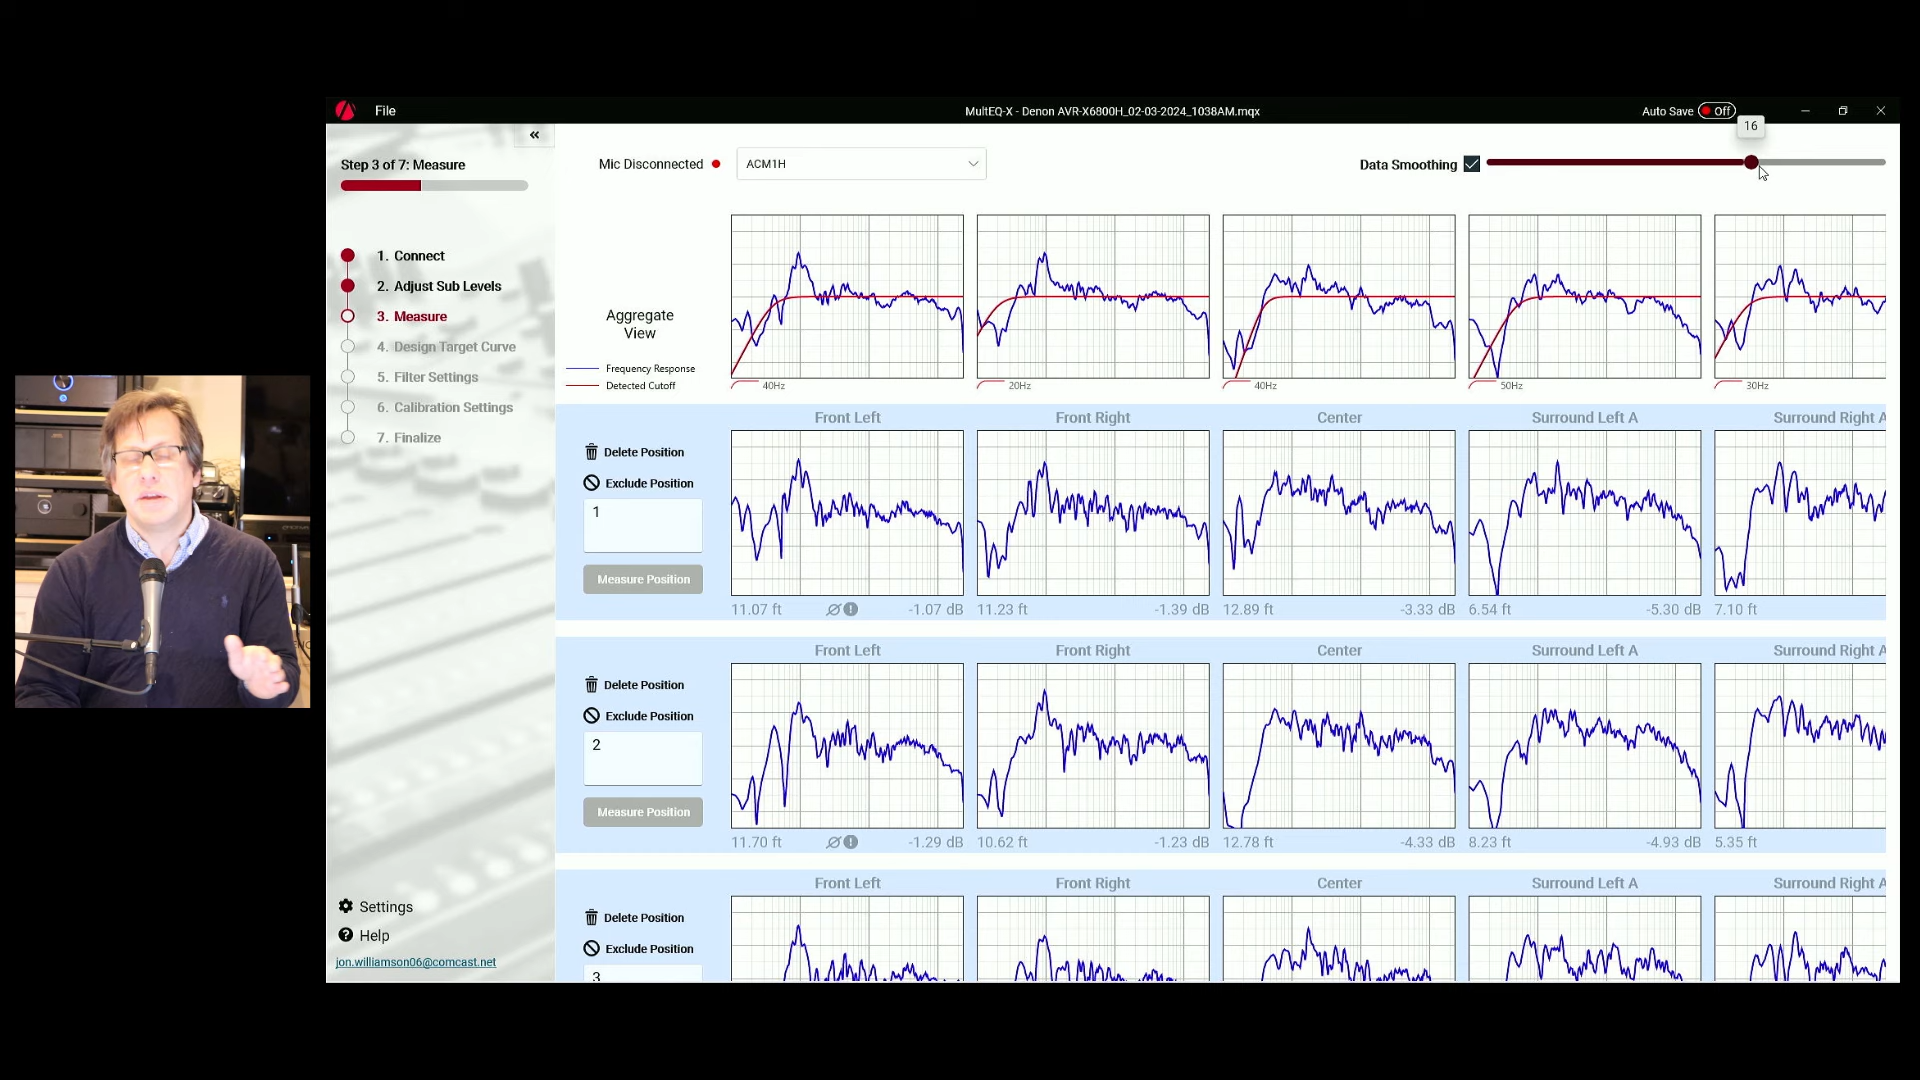 File
MultEQ-X - Denon AVR-X6800H_02-03-2024_1038AM.mqx
Auto Save Off
16
«
Step 3 of 7: Measure
Mic Disconnected
ACM1H
Data Smoothing
1. Connect
2. Adjust Sub Levels
3. Measure
4. Design Target Curve
5. Filter Settings
6. Calibration Settings
7. Finalize
Aggregate
View
Frequency Response
Detected Cutoff
40Hz 20Hz 40Hz 50Hz 30Hz
Front Left Front Right Center Surround Left A Surround Right A
Delete Position
Exclude Position
1
Measure Position
11.07 ft -1.07 dB 11.23 ft -1.39 dB 12.89 ft -3.33 dB 6.54 ft -5.30 dB 7.10 ft
Front Left Front Right Center Surround Left A Surround Right A
Delete Position
Exclude Position
2
Measure Position
11.70 ft -1.29 dB 10.62 ft -1.23 dB 12.78 ft -4.33 dB 8.23 ft -4.93 dB 5.35 ft
Front Left Front Right Center Surround Left A Surround Right A
Delete Position
Exclude Position
3
Settings
Help
jon.williamson06@comcast.net